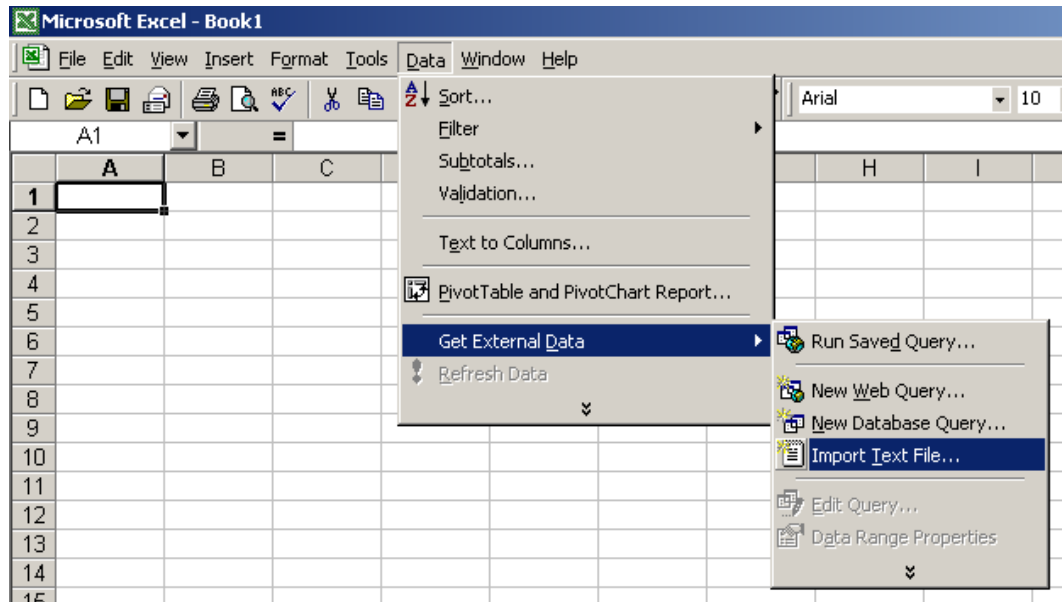 Microsoft Excel - Book1
File Edit View Insert Format Tools Data Window Help
ABC Arial 10
A1 =
A B C H I
1
2
3
4
5
6
7
8
9
10
11
12
13
14
15
A Z Sort...
Filter
Subtotals...
Validation...
Text to Columns...
PivotTable and PivotChart Report...
Get External Data
Refresh Data
Run Saved Query...
New Web Query...
New Database Query...
Import Text File...
Edit Query...
Data Range Properties